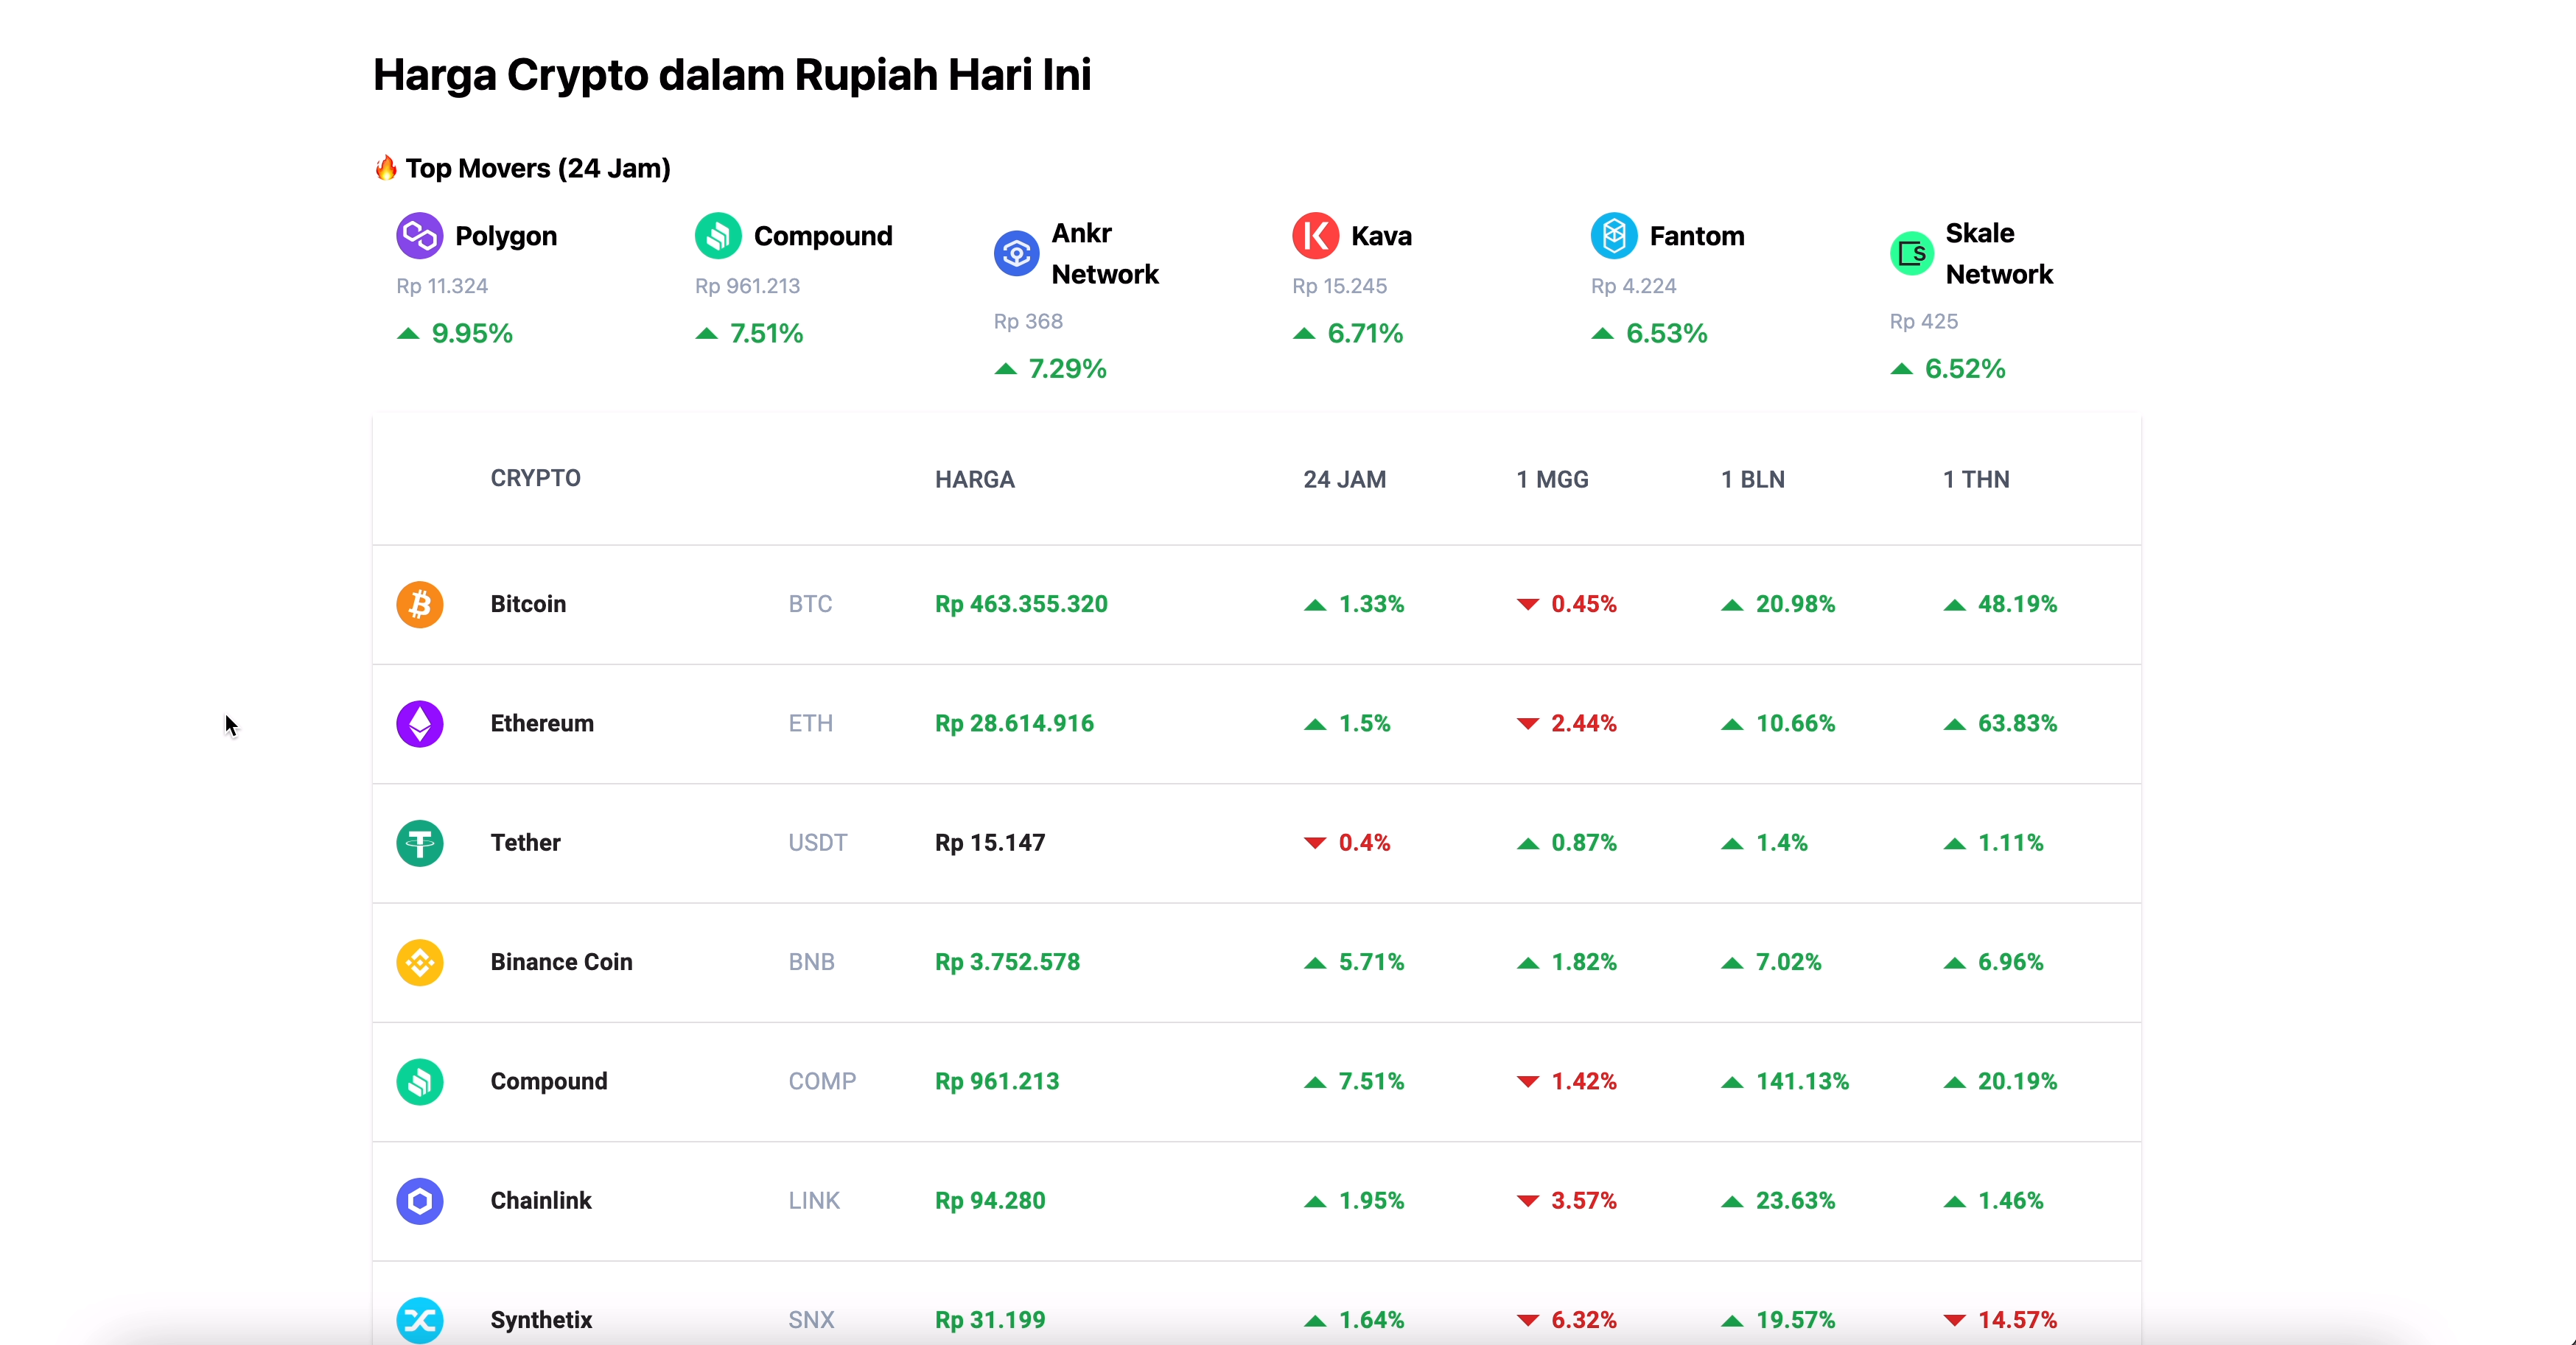 Harga Crypto dalam Rupiah Hari Ini
🔥 Top Movers (24 Jam)
Polygon
Rp 11.324
▲ 9.95%
Compound
Rp 961.213
▲ 7.51%
Ankr
Network
Rp 368
▲ 7.29%
Kava
Rp 15.245
▲ 6.71%
Fantom
Rp 4.224
▲ 6.53%
Skale
Network
Rp 425
▲ 6.52%
CRYPTO HARGA 24 JAM 1 MGG 1 BLN 1 THN
Bitcoin BTC Rp 463.355.320 ▲ 1.33% ▼ 0.45% ▲ 20.98% ▲ 48.19%
Ethereum ETH Rp 28.614.916 ▲ 1.5% ▼ 2.44% ▲ 10.66% ▲ 63.83%
Tether USDT Rp 15.147 ▼ 0.4% ▲ 0.87% ▲ 1.4% ▲ 1.11%
Binance Coin BNB Rp 3.752.578 ▲ 5.71% ▲ 1.82% ▲ 7.02% ▲ 6.96%
Compound COMP Rp 961.213 ▲ 7.51% ▼ 1.42% ▲ 141.13% ▲ 20.19%
Chainlink LINK Rp 94.280 ▲ 1.95% ▼ 3.57% ▲ 23.63% ▲ 1.46%
Synthetix SNX Rp 31.199 ▲ 1.64% ▼ 6.32% ▲ 19.57% ▼ 14.57%